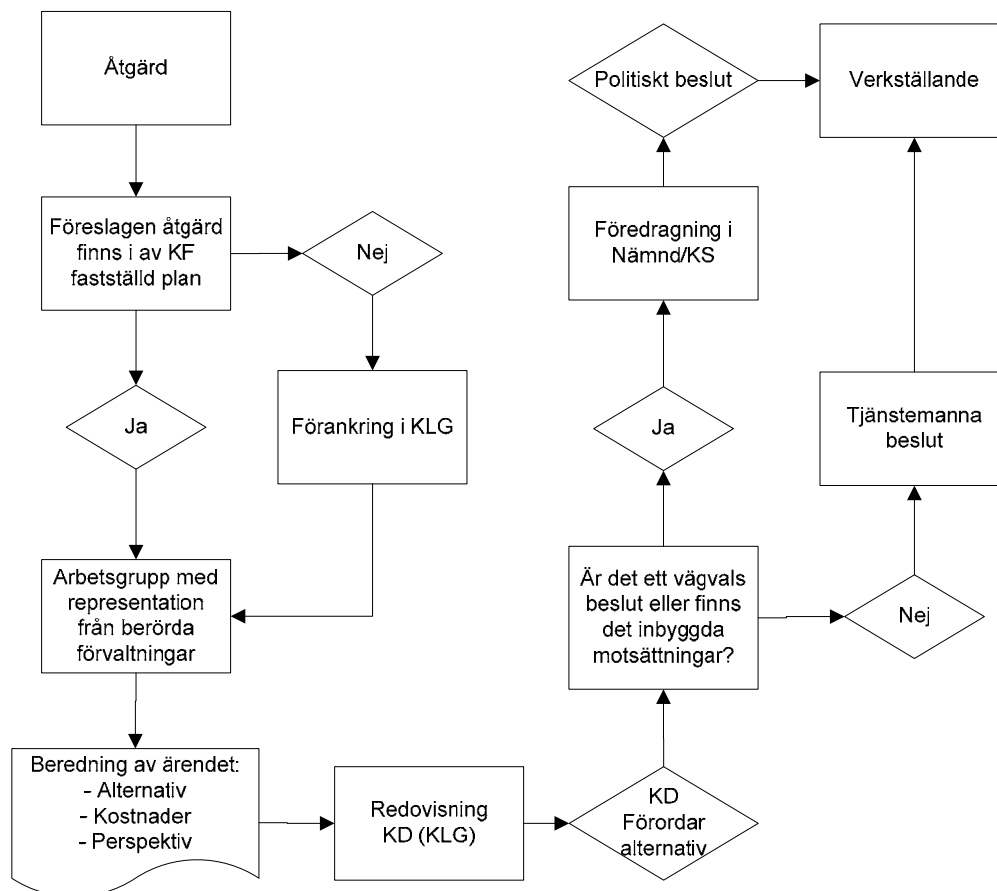 Åtgärd
Föreslagen åtgärd
finns i av KF
fastställd plan
Nej
Ja
Förankring i KLG
Arbetsgrupp med
representation
från berörda
förvaltningar
Beredning av ärendet:
- Alternativ
- Kostnader
- Perspektiv
Redovisning
KD (KLG)
KD
Förordar
alternativ
Är det ett vägvals
beslut eller finns
det inbyggda
motsättningar?
Ja
Nej
Föredragning i
Nämnd/KS
Tjänstemanna
beslut
Politiskt beslut
Verkställande